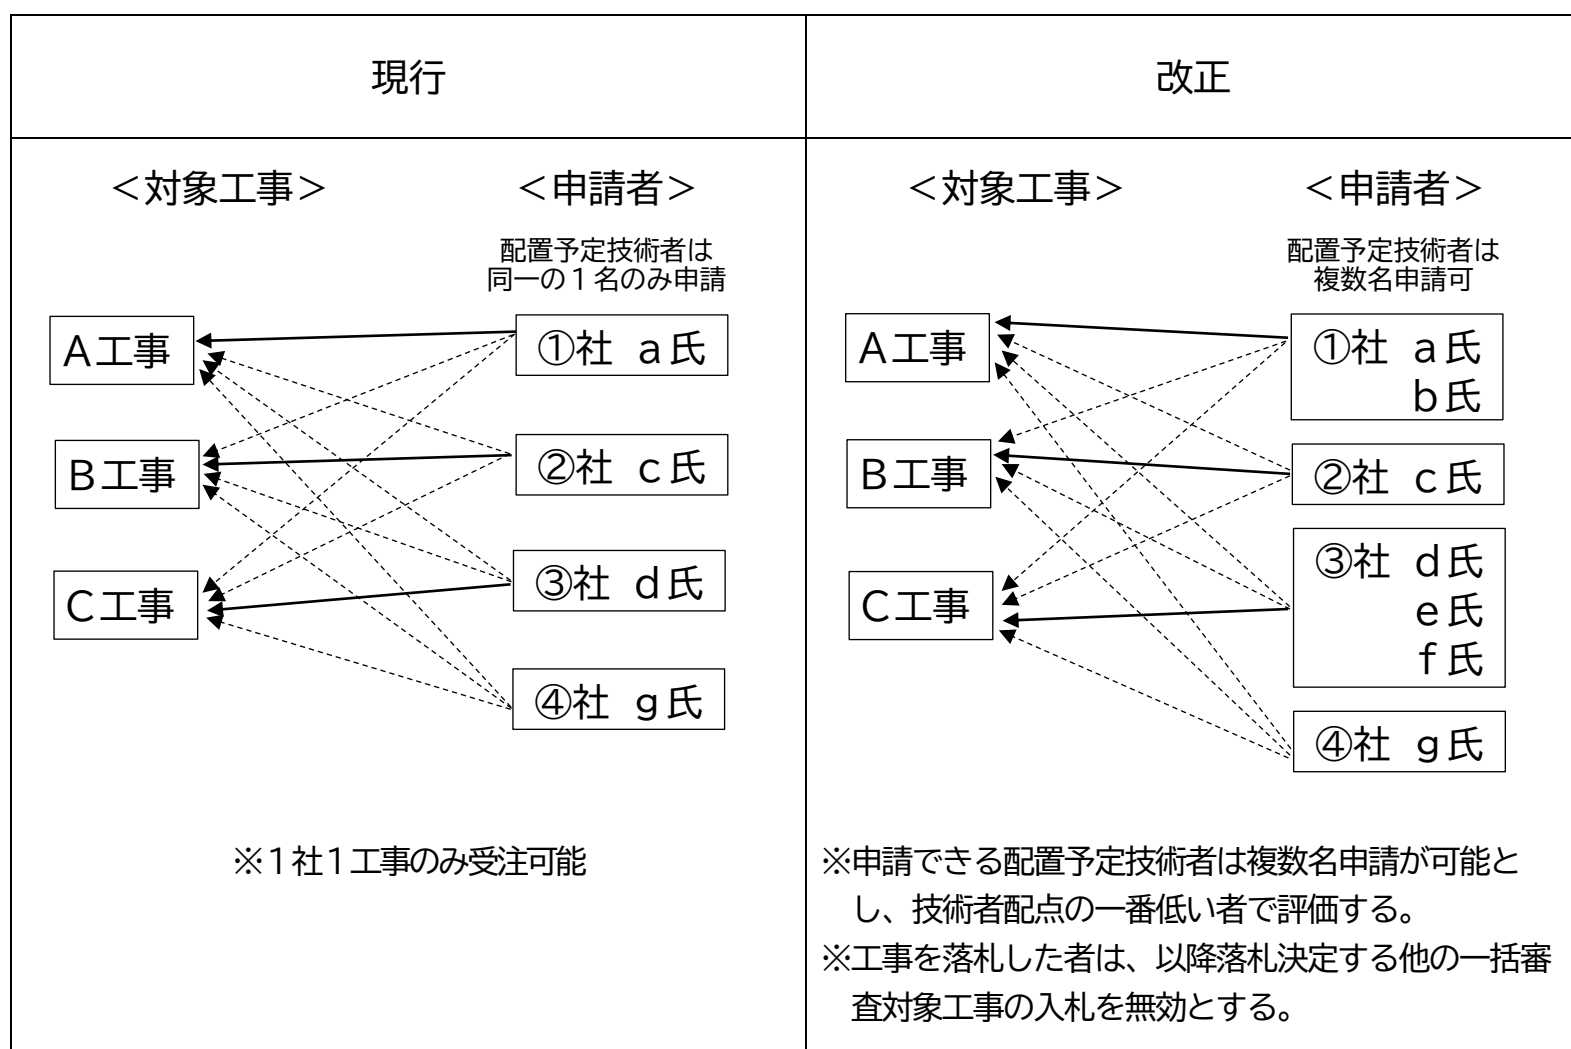 現行
＜対象工事＞
＜申請者＞
配置予定技術者は
同一の１名のみ申請
A工事
B工事
C工事
①社 a氏
②社 c氏
③社 d氏
④社 g氏
※１社１工事のみ受注可能
改正
＜対象工事＞
＜申請者＞
配置予定技術者は
複数名申請可
A工事
B工事
C工事
①社 a氏
b氏
②社 c氏
③社 d氏
e氏
f氏
④社 g氏
※申請できる配置予定技術者は複数名申請が可能と
し、技術者配点の一番低い者で評価する。
※工事を落札した者は、以降落札決定する他の一括審
査対象工事の入札を無効とする。